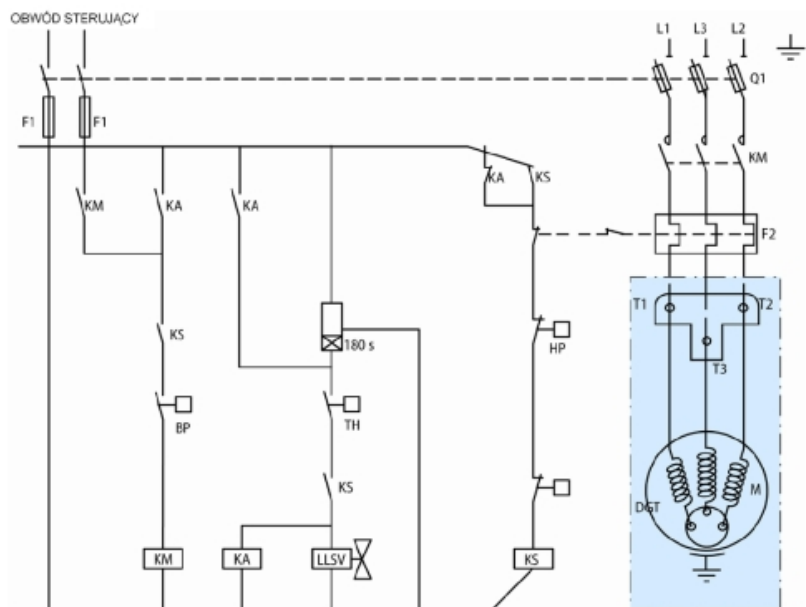 OBWÓD STERUJĄCY
L1 L3 L2
Q1
F1 F1
KM
KA KS
KM KA KA
F2
T1 T2
180 s
HP
KS
T3
BP TH
KS
DGT M
KM KA LLSV KS